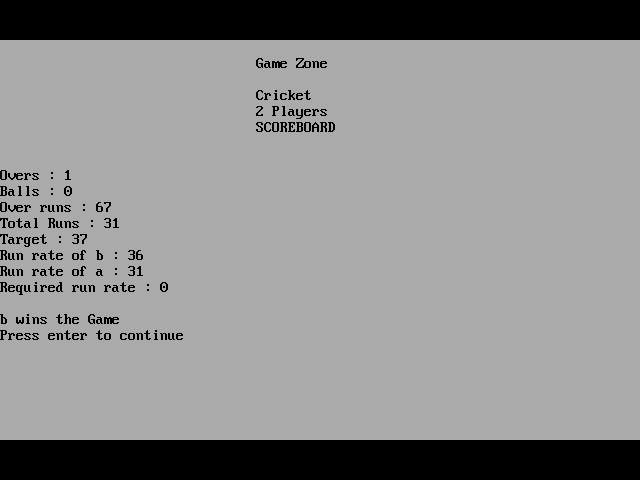 Game Zone
Cricket
2 Players
SCOREBOARD
Overs : 1
Balls : 0
Over runs : 67
Total Runs : 31
Target : 37
Run rate of b : 36
Run rate of a : 31
Required run rate : 0
b wins the Game
Press enter to continue